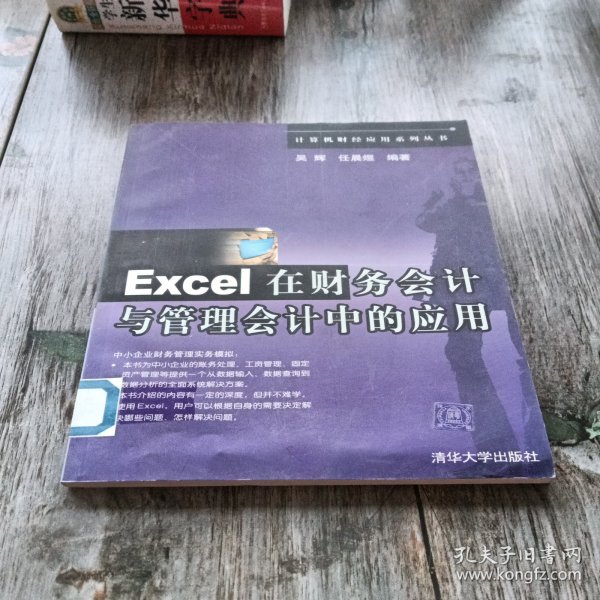 学生
新华字典
Xinhua Zidian
计算机财经应用系列丛书
吴辉 任晨煜 编著
Excel 在财务会计
与管理会计中的应用
中小企业财务管理实务模拟：
• 本书为中小企业的账务处理、工资管理、固定
资产管理等提供一个从数据输入、数据查询到
数据分析的全面系统解决方案。
本书介绍的内容有一定的深度，但并不难学。
使用Excel，用户可以根据自身的需要决定解
决哪些问题、怎样解决问题。
清华大学出版社
孔夫子旧书网
www.kongfz.com